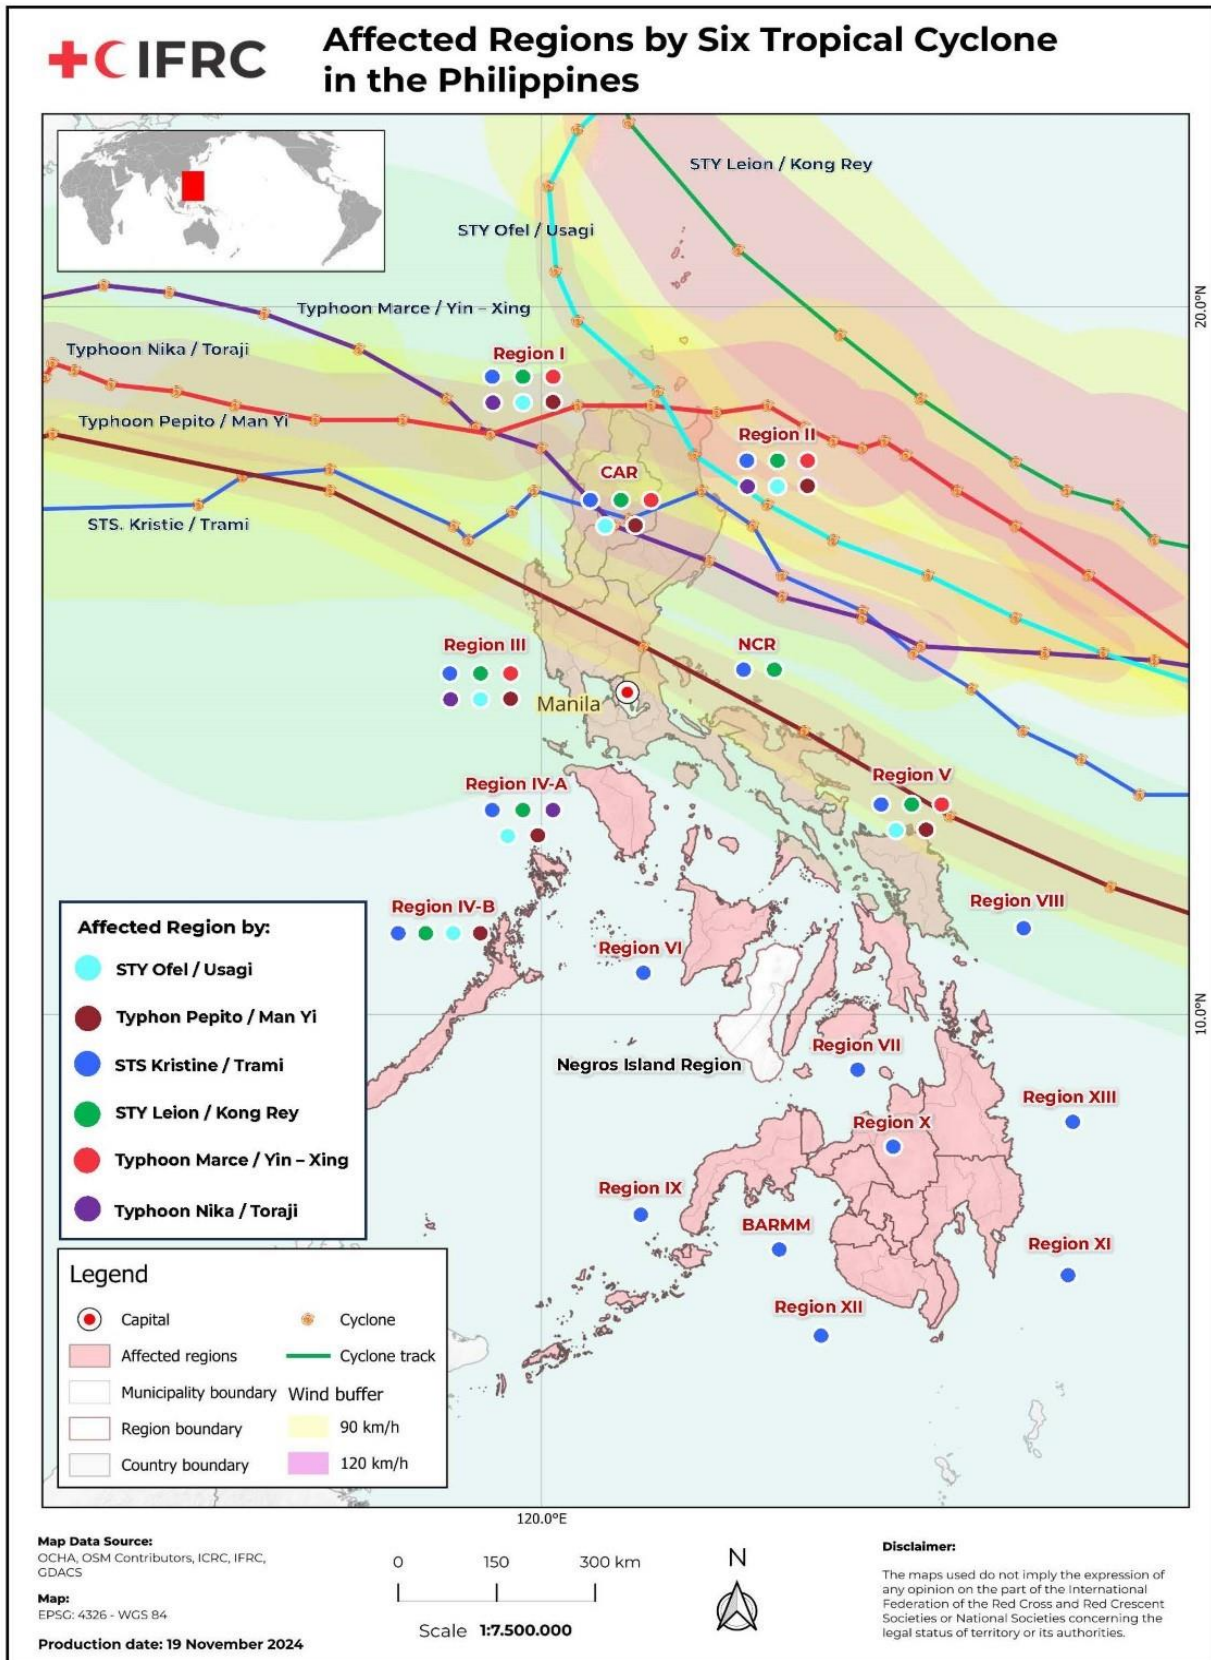 IFRC
Affected Regions by Six Tropical Cyclone
in the Philippines
STY Leion / Kong Rey
STY Ofel / Usagi
Typhoon Marce / Yin – Xing
Typhoon Nika / Toraji
Region I
Typhoon Pepito / Man Yi
Region II
CAR
STS. Kristie / Trami
20.0°N
Region III
NCR
Manila
Region IV-A
Region V
Region IV-B
Region VIII
Region VI
10.0°N
Negros Island Region
Region VII
Region XIII
Region X
Region IX
BARMM
Region XI
Region XII
Affected Region by:
STY Ofel / Usagi
Typhon Pepito / Man Yi
STS Kristine / Trami
STY Leion / Kong Rey
Typhoon Marce / Yin – Xing
Typhoon Nika / Toraji
Legend
Capital
Affected regions
Municipality boundary
Region boundary
Country boundary
Cyclone
Cyclone track
Wind buffer
90 km/h
120 km/h
120.0°E
Map Data Source:
OCHA, OSM Contributors, ICRC, IFRC,
GDACS
Map:
EPSG: 4326 - WGS 84
Production date: 19 November 2024
0 150 300 km
Scale 1:7.500.000
N
Disclaimer:
The maps used do not imply the expression of
any opinion on the part of the International
Federation of the Red Cross and Red Crescent
Societies or National Societies concerning the
legal status of territory or its authorities.